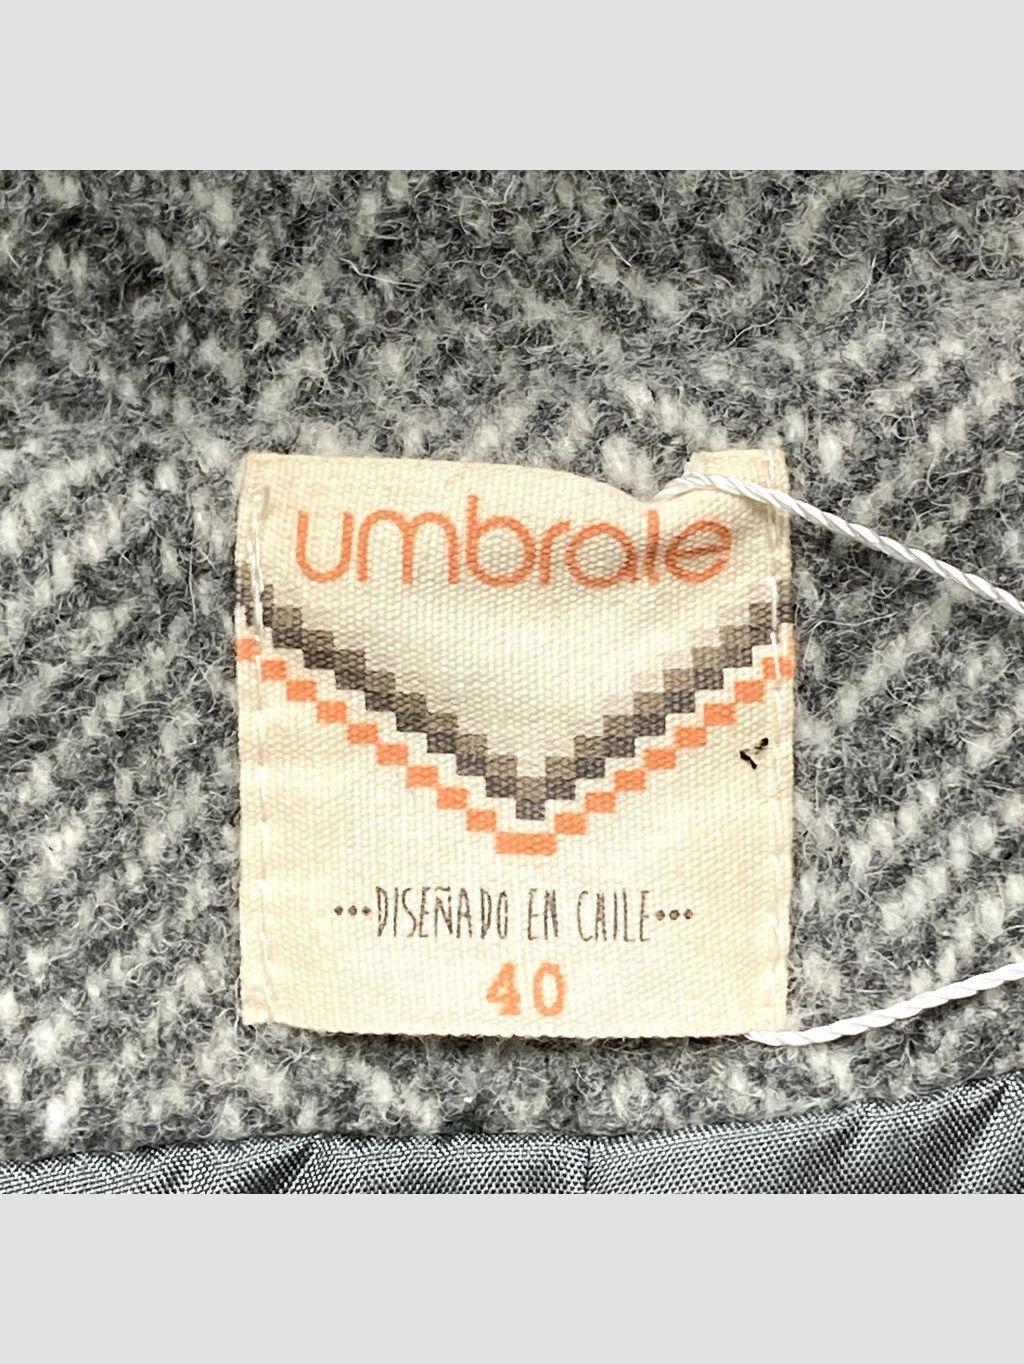 umbrale
•••DISEÑADO EN CHILE•••
40